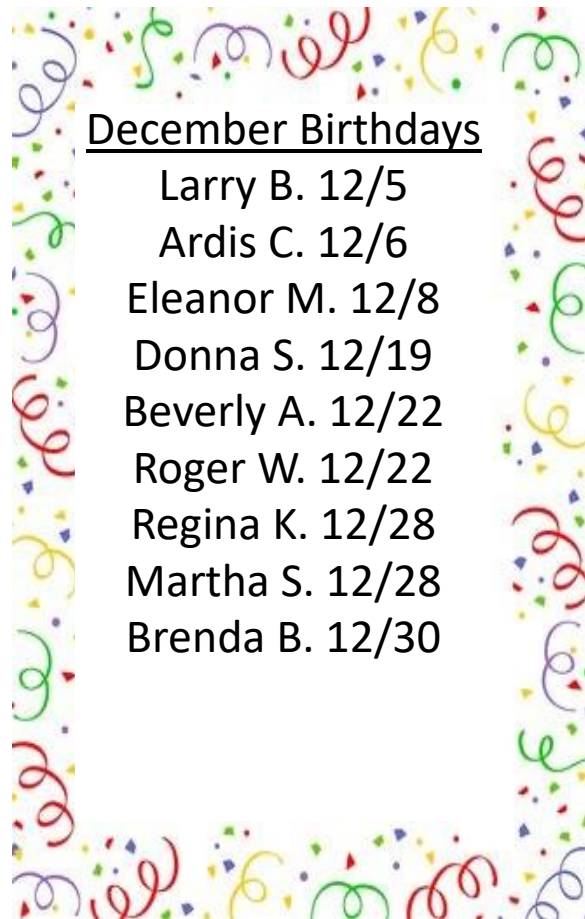 December Birthdays
Larry B. 12/5
Ardis C. 12/6
Eleanor M. 12/8
Donna S. 12/19
Beverly A. 12/22
Roger W. 12/22
Regina K. 12/28
Martha S. 12/28
Brenda B. 12/30